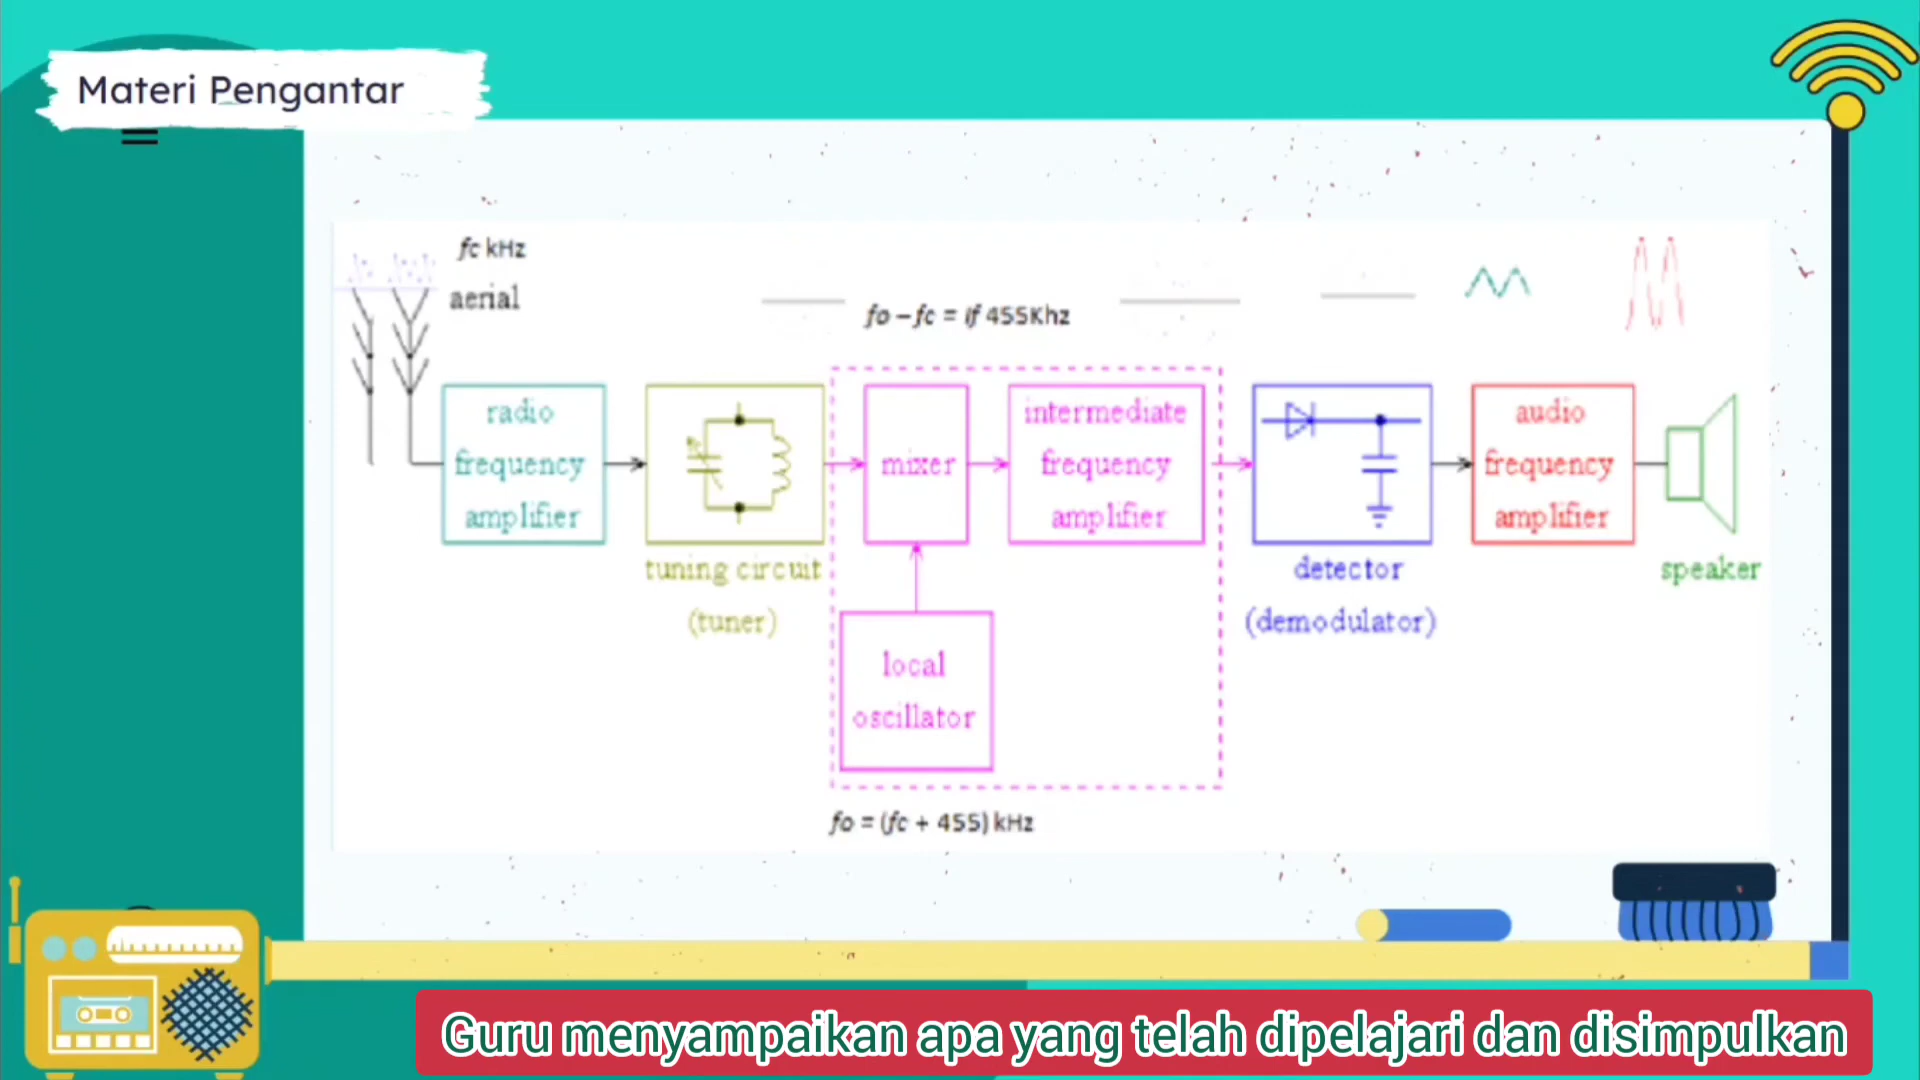 Materi Pengantar
fc kHz
aerial
fo – fc = if 455Khz
radio
frequency
amplifier
mixer
intermediate
frequency
amplifier
audio
frequency
amplifier
tuning circuit
(tuner)
detector
(demodulator)
speaker
local
oscillator
fo = (fc + 455) kHz
Guru menyampaikan apa yang telah dipelajari dan disimpulkan